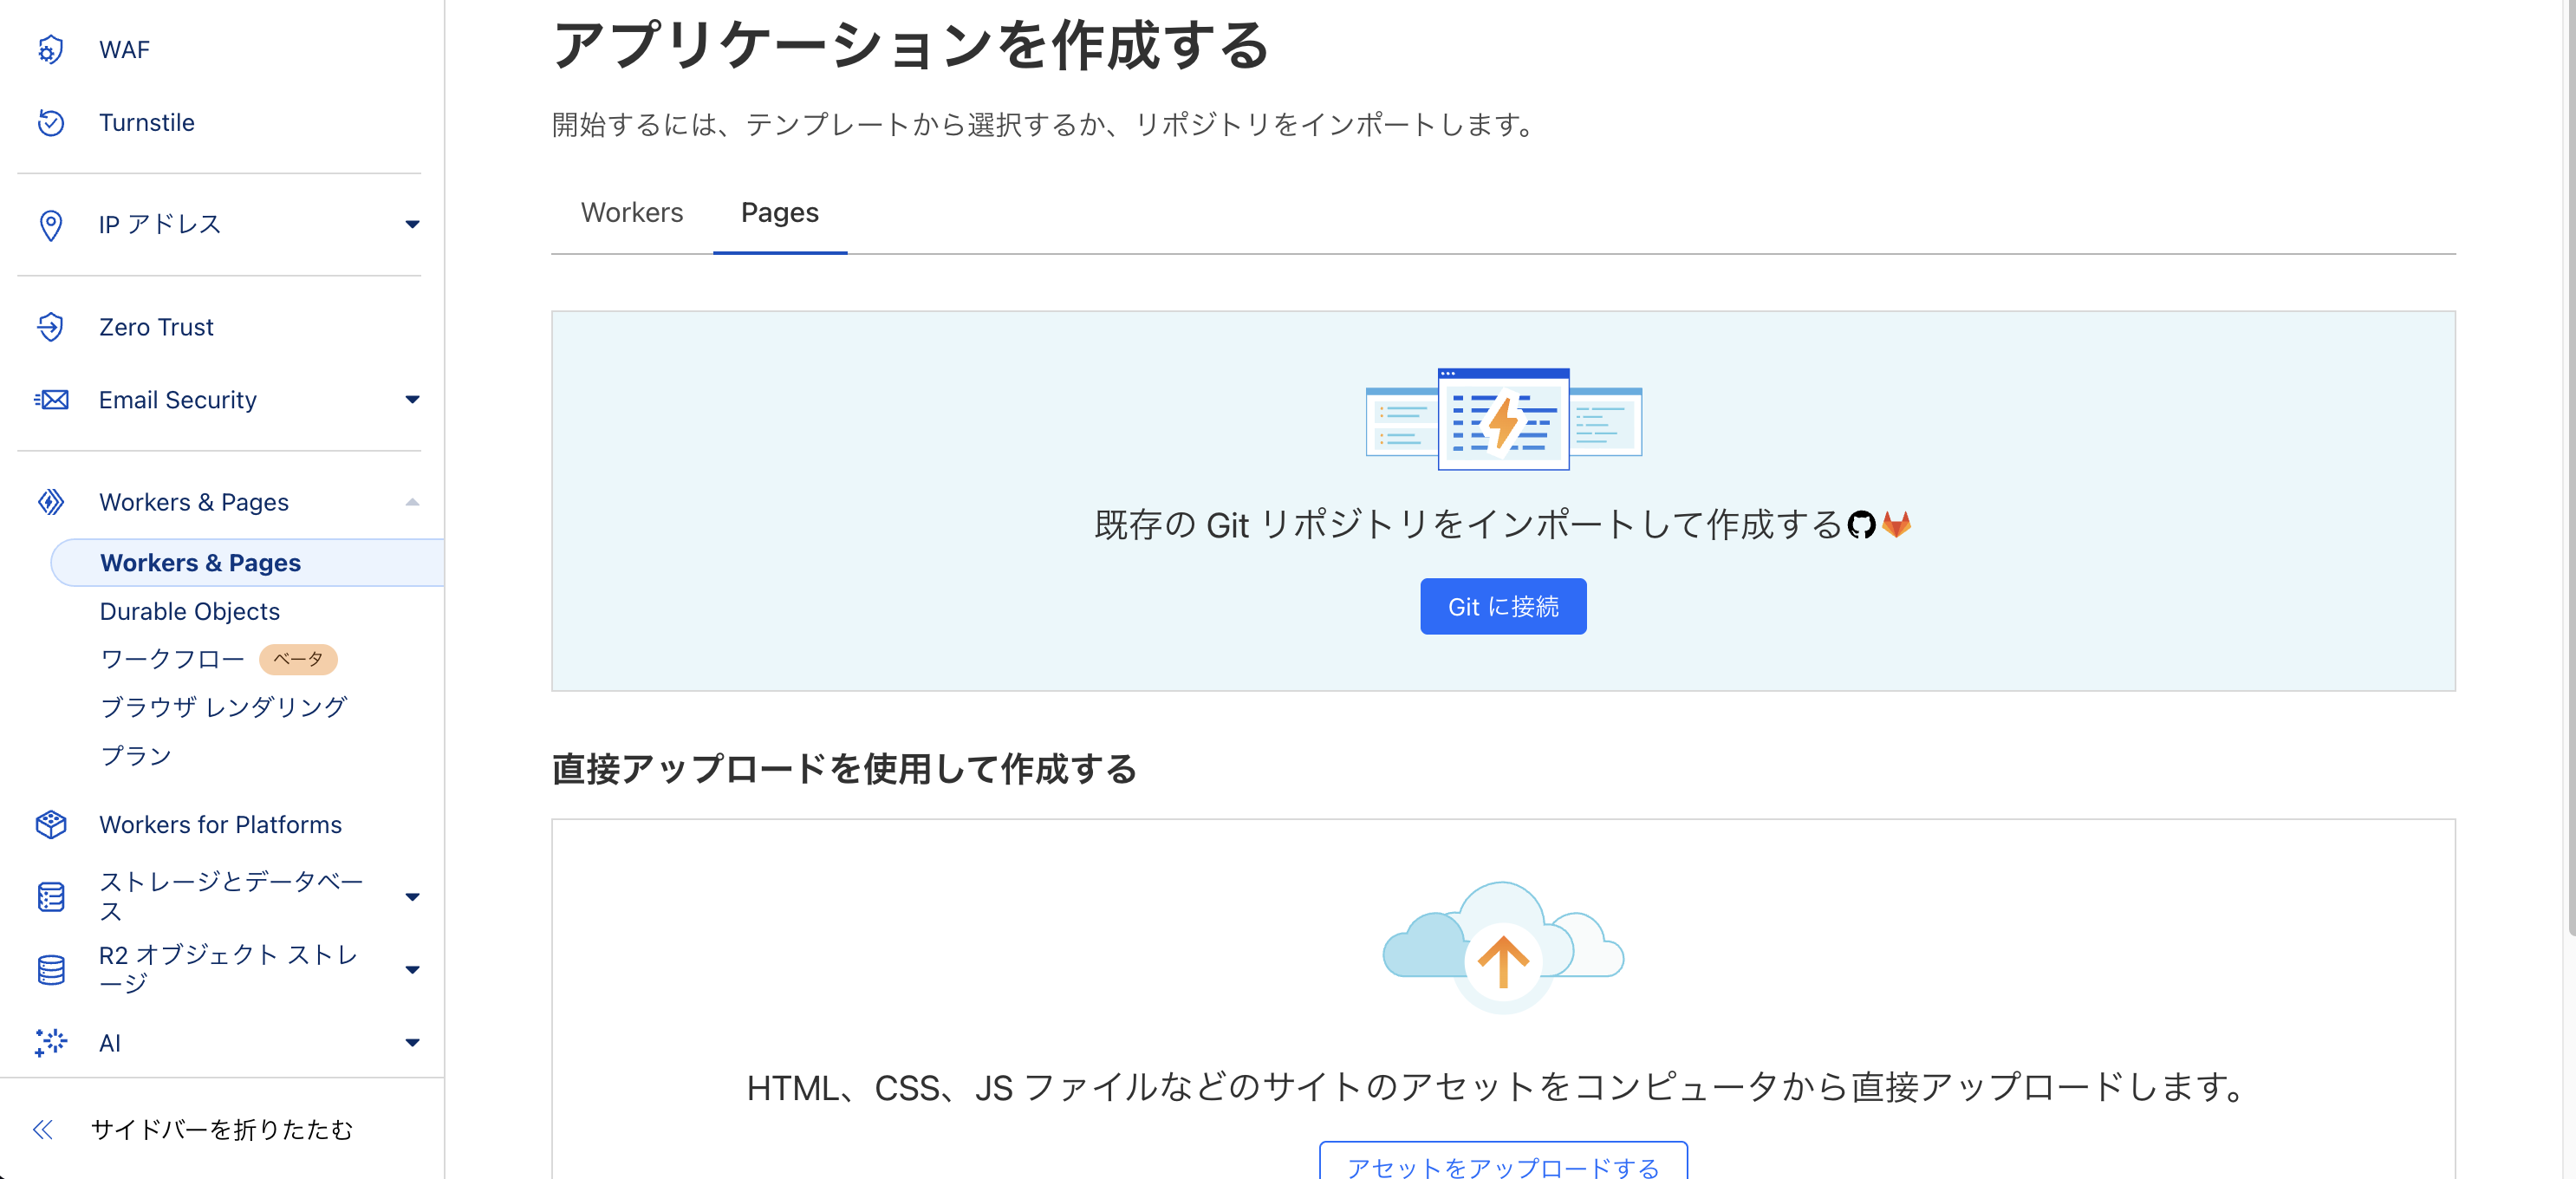 WAF
Turnstile
IP アドレス
Zero Trust
Email Security
Workers & Pages
Workers & Pages
Durable Objects
ワークフロー ベータ
ブラウザ レンダリング
プラン
Workers for Platforms
ストレージとデータベー
ス
R2 オブジェクト ストレ
ージ
AI
サイドバーを折りたたむ
アプリケーションを作成する
開始するには、テンプレートから選択するか、リポジトリをインポートします。
Workers Pages
既存の Git リポジトリをインポートして作成する
Git に接続
直接アップロードを使用して作成する
HTML、CSS、JS ファイルなどのサイトのアセットをコンピュータから直接アップロードします。
アセットをアップロードする